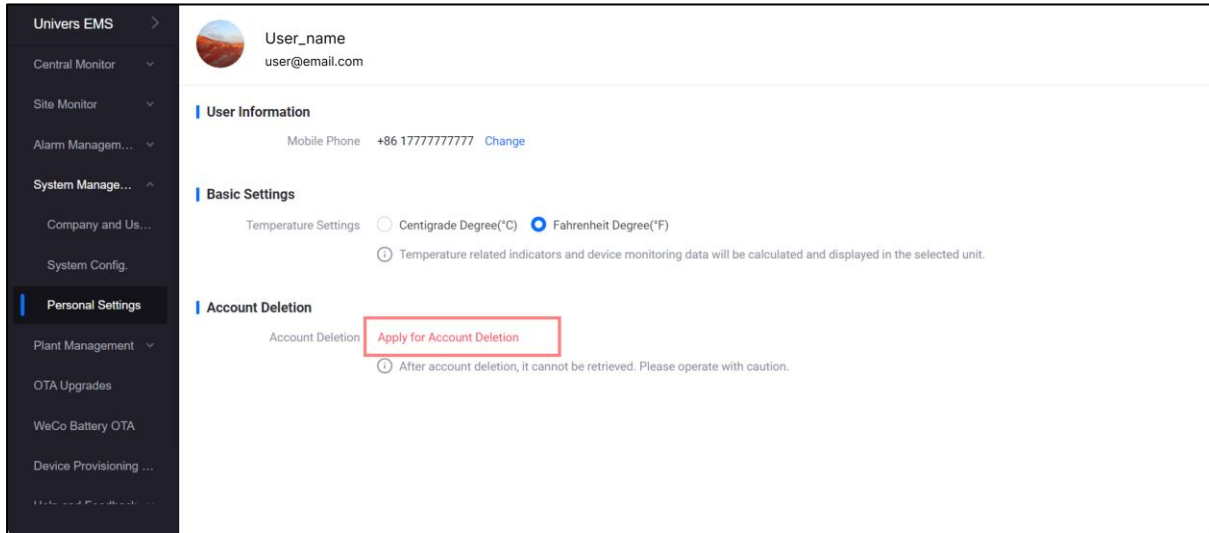 Univers EMS
Central Monitor
Site Monitor
Alarm Managem...
System Manage...
Company and Us...
System Config.
Personal Settings
Plant Management
OTA Upgrades
WeCo Battery OTA
Device Provisioning ...
Help and Feedback
User_name
user@email.com
User Information
Mobile Phone +86 17777777777 Change
Basic Settings
Temperature Settings Centigrade Degree(°C) Fahrenheit Degree(°F)
Temperature related indicators and device monitoring data will be calculated and displayed in the selected unit.
Account Deletion
Account Deletion Apply for Account Deletion
After account deletion, it cannot be retrieved. Please operate with caution.